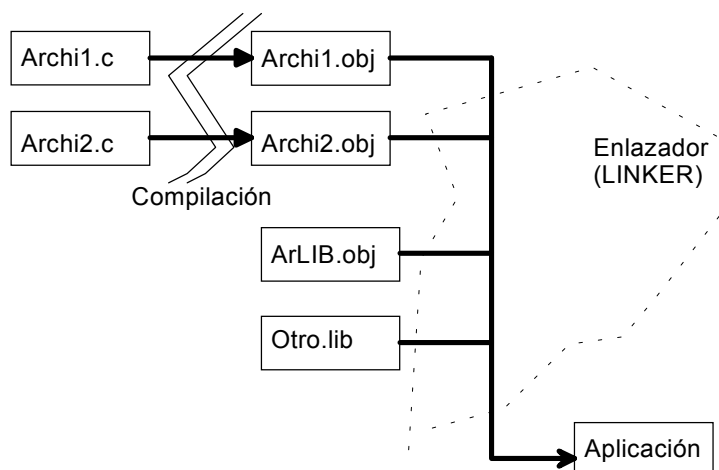 Archi1.c
Archi1.obj
Archi2.c
Archi2.obj
Enlazador
(LINKER)
Compilación
ArLIB.obj
Otro.lib
Aplicación